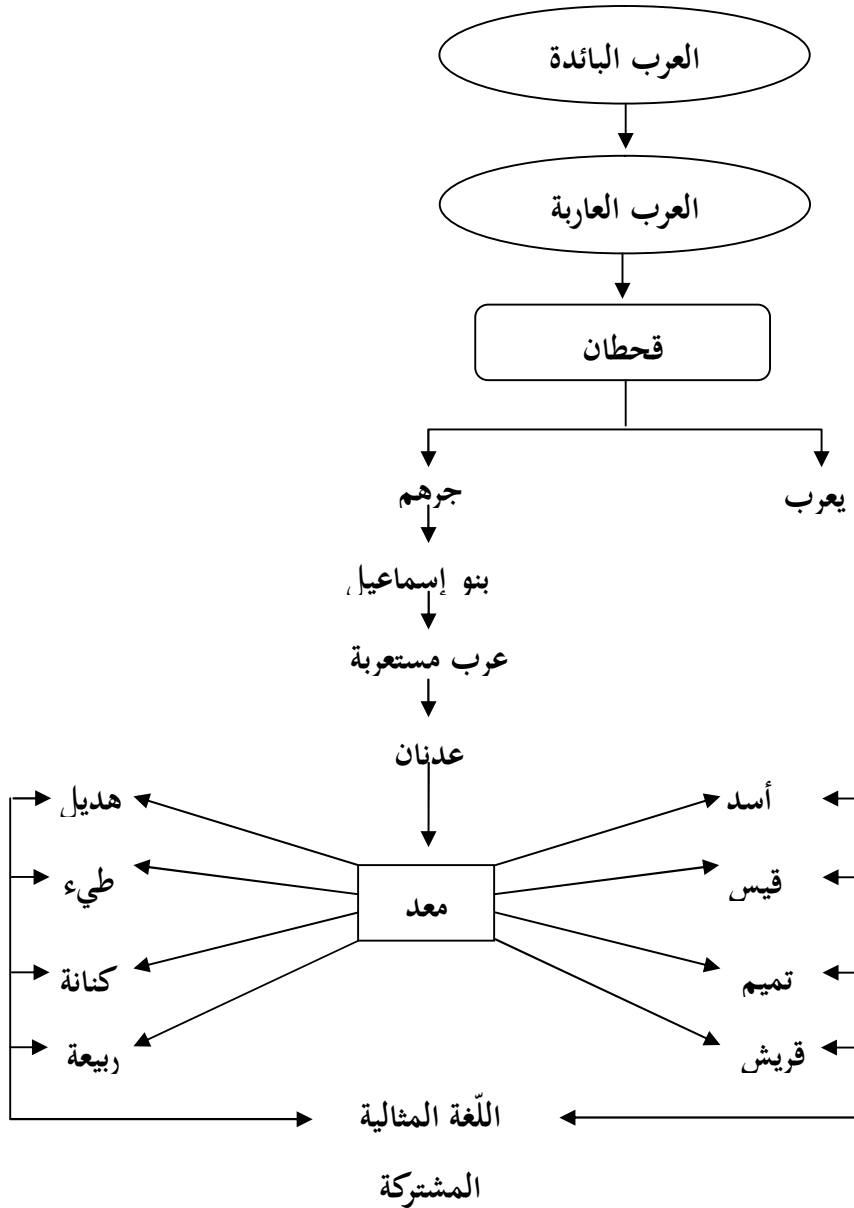 العرب البائدة
العرب العاربة
قحطان
يعرب
جرهم
بنو إسماعيل
عرب مستعربة
عدنان
أسد
هديل
قيس
طيء
معد
تميم
كنانة
قريش
ربيعة
اللّغة المثالية
المشتركة